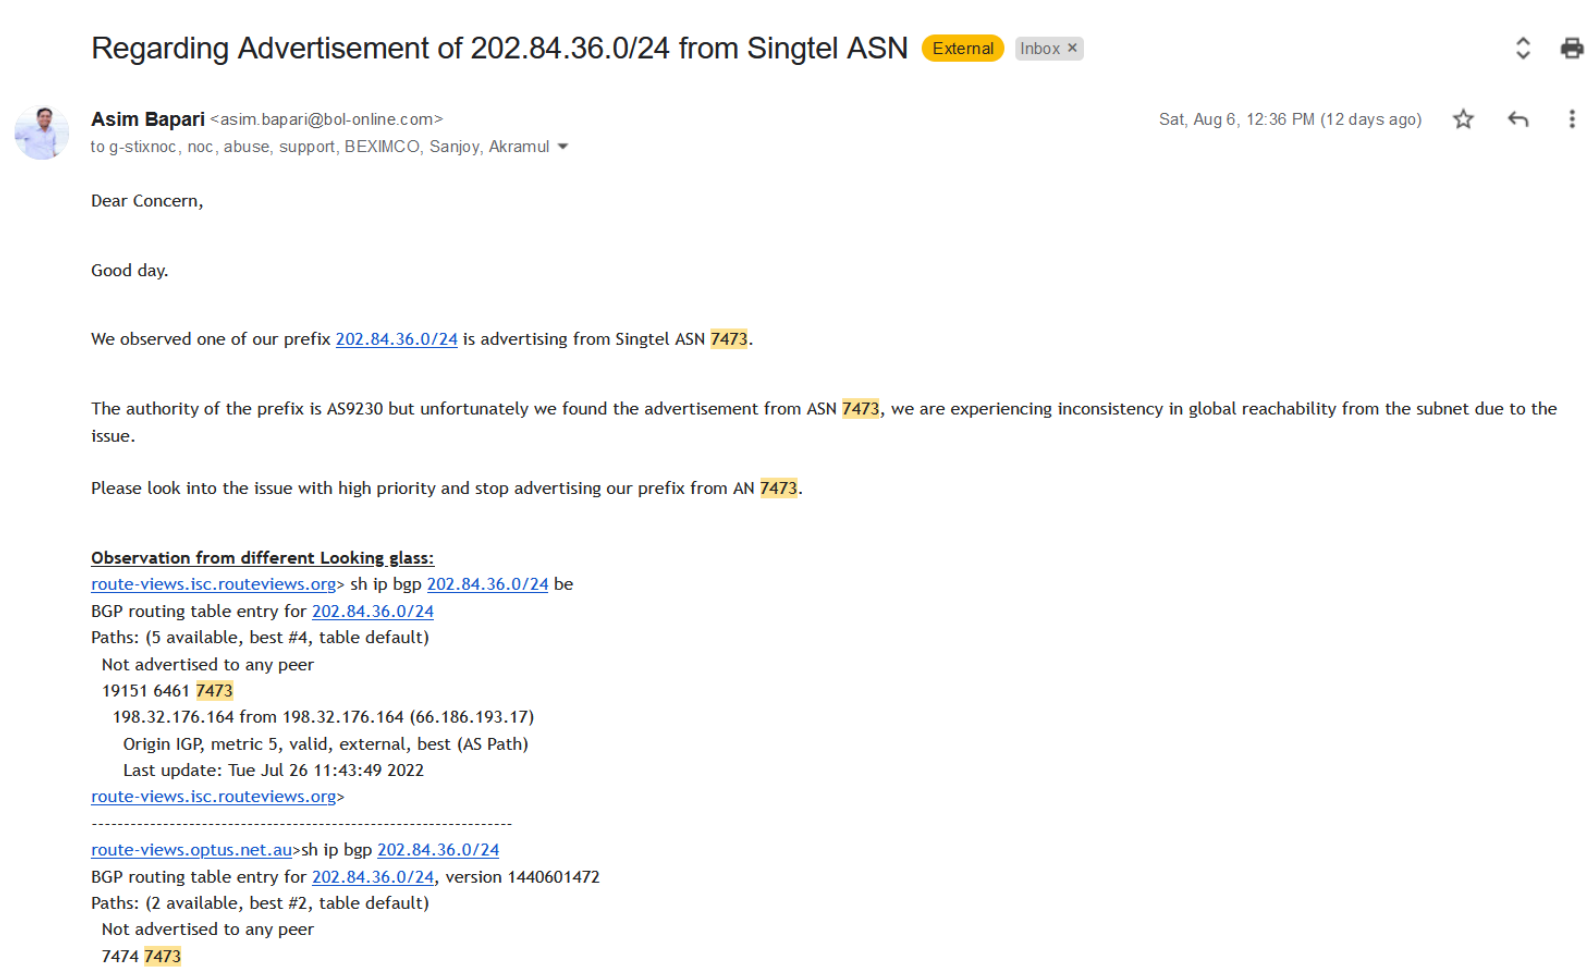 Regarding Advertisement of 202.84.36.0/24 from Singtel ASN External Inbox ×
Asim Bapari <asim.bapari@bol-online.com> Sat, Aug 6, 12:36 PM (12 days ago)
to g-stixnoc, noc, abuse, support, BEXIMCO, Sanjoy, Akramul
Dear Concern,
Good day.
We observed one of our prefix 202.84.36.0/24 is advertising from Singtel ASN 7473.
The authority of the prefix is AS9230 but unfortunately we found the advertisement from ASN 7473, we are experiencing inconsistency in global reachability from the subnet due to the
issue.
Please look into the issue with high priority and stop advertising our prefix from AN 7473.
Observation from different Looking glass:
route-views.isc.routeviews.org> sh ip bgp 202.84.36.0/24 be
BGP routing table entry for 202.84.36.0/24
Paths: (5 available, best #4, table default)
Not advertised to any peer
19151 6461 7473
198.32.176.164 from 198.32.176.164 (66.186.193.17)
Origin IGP, metric 5, valid, external, best (AS Path)
Last update: Tue Jul 26 11:43:49 2022
route-views.isc.routeviews.org>
-----------------------------------------------------------------
route-views.optus.net.au>sh ip bgp 202.84.36.0/24
BGP routing table entry for 202.84.36.0/24, version 1440601472
Paths: (2 available, best #2, table default)
Not advertised to any peer
7474 7473